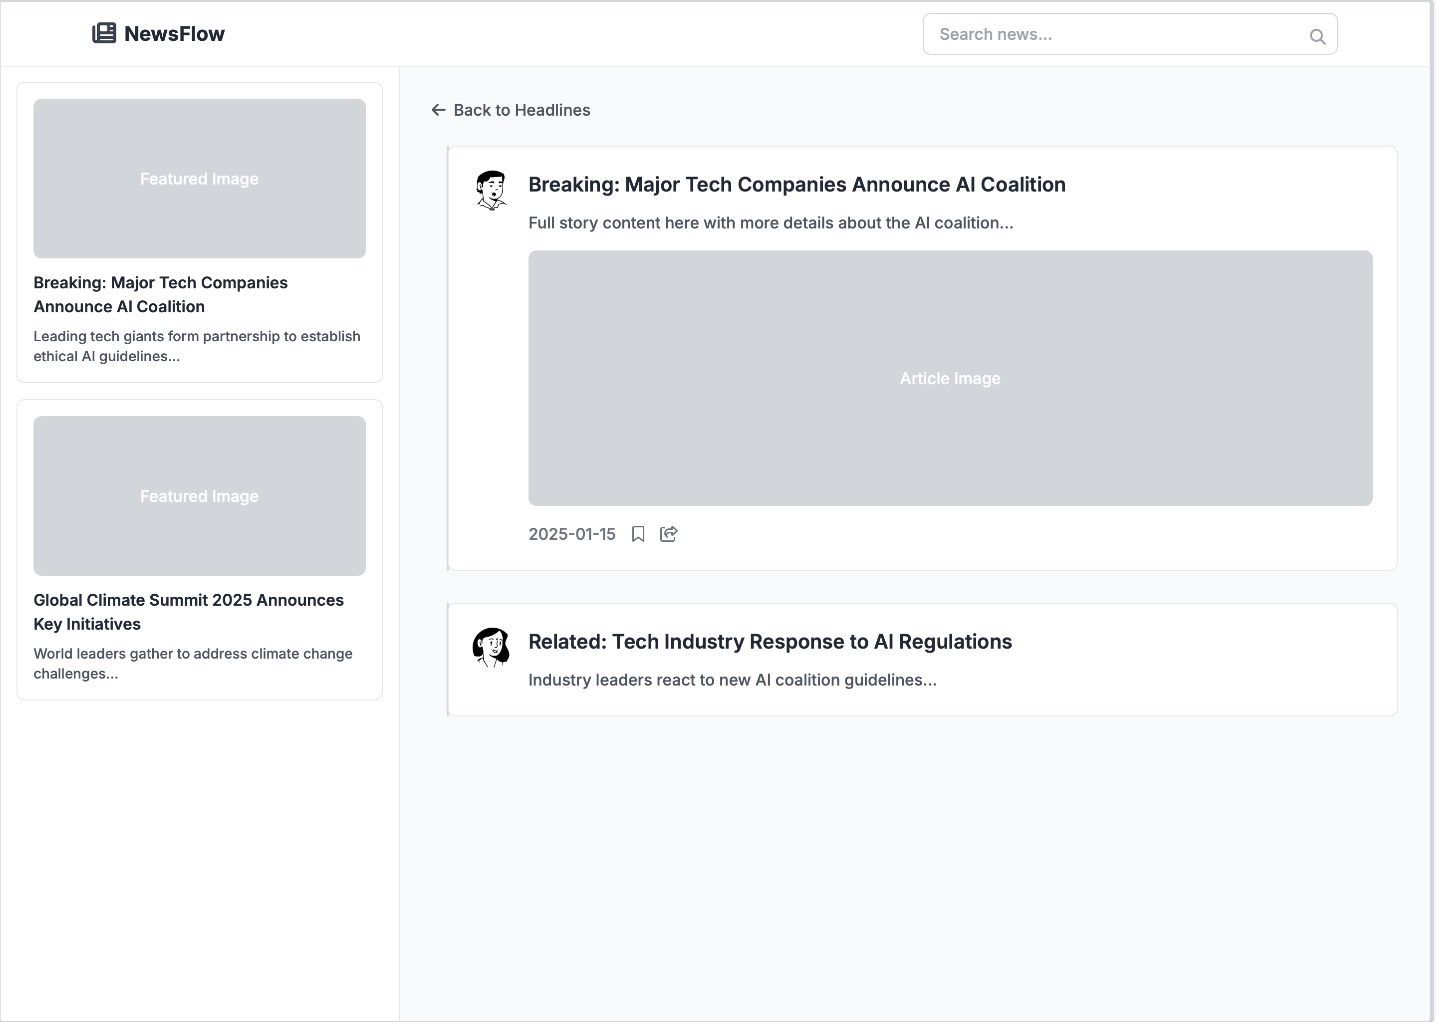 NewsFlow
Search news...
Featured Image
Breaking: Major Tech Companies
Announce AI Coalition
Leading tech giants form partnership to establish
ethical AI guidelines...
Featured Image
Global Climate Summit 2025 Announces
Key Initiatives
World leaders gather to address climate change
challenges...
Back to Headlines
Breaking: Major Tech Companies Announce AI Coalition
Full story content here with more details about the AI coalition...
Article Image
2025-01-15
Related: Tech Industry Response to AI Regulations
Industry leaders react to new AI coalition guidelines...